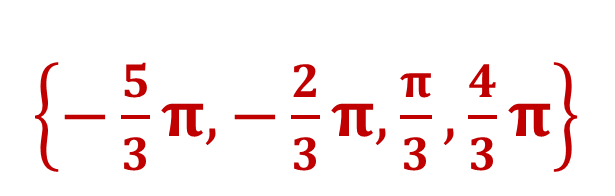 {−5/3 π, −2/3 π, π/3, 4/3 π}